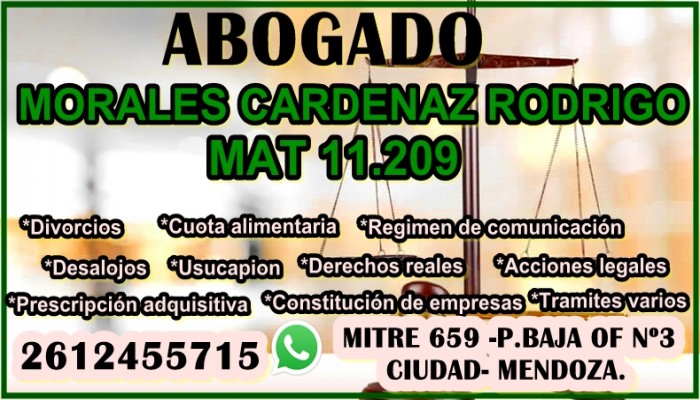 ABOGADO
MORALES CARDENAZ RODRIGO
MAT 11.209
*Divorcios *Cuota alimentaria *Regimen de comunicación
*Desalojos *Usucapion *Derechos reales *Acciones legales
*Prescripción adquisitiva *Constitución de empresas *Tramites varios
2612455715
MITRE 659 -P.BAJA OF Nº3
CIUDAD- MENDOZA.